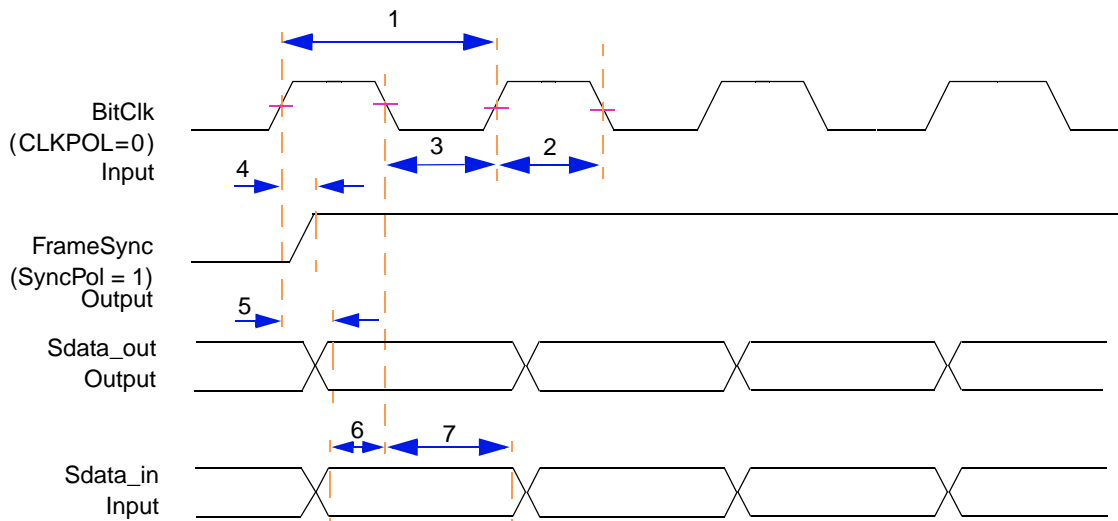 1
BitClk
(CLKPOL=0)
Input
3
2
4
FrameSync
(SyncPol = 1)
Output
5
Sdata_out
Output
6
7
Sdata_in
Input